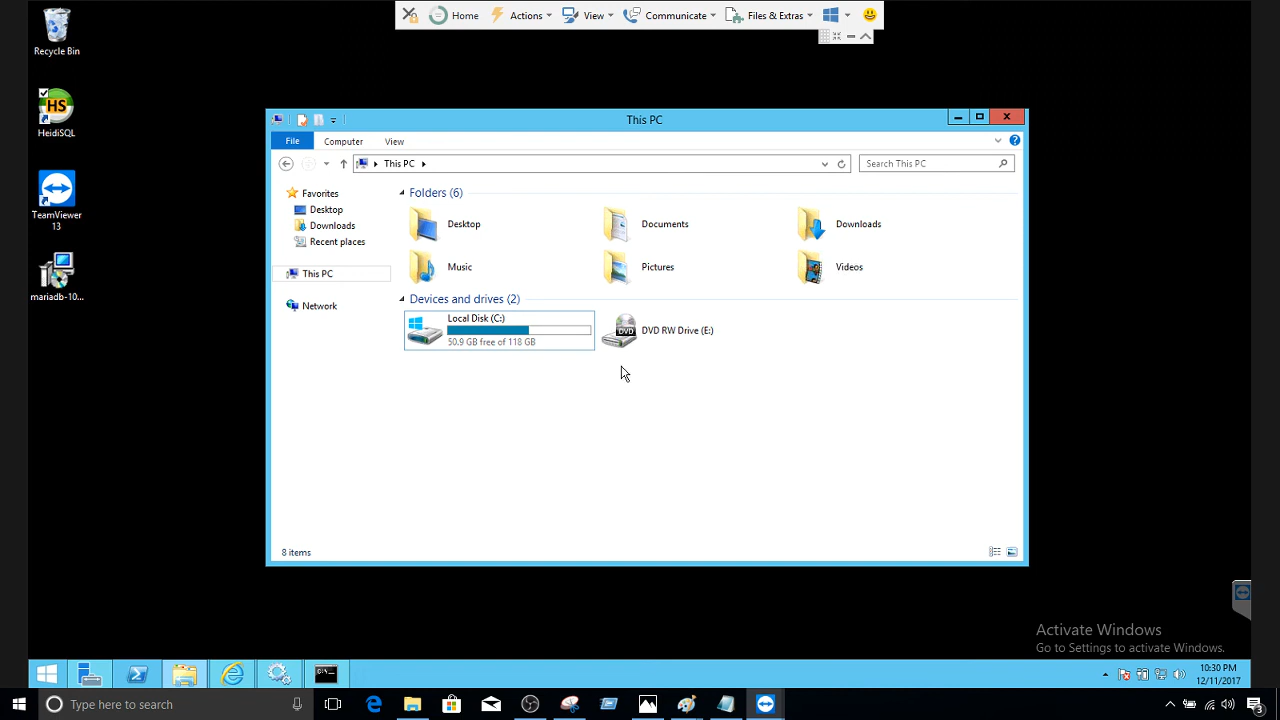 Home
Actions
View
Communicate
Files & Extras
Recycle Bin
HS
HeidiSQL
TeamViewer
13
mariadb-10...
This PC
File
Computer
View
This PC
Search This PC
Favorites
Desktop
Downloads
Recent places
This PC
Network
Folders (6)
Desktop
Documents
Downloads
Music
Pictures
Videos
Devices and drives (2)
Local Disk (C:)
50.9 GB free of 118 GB
DVD
DVD RW Drive (E:)
8 items
Activate Windows
Go to Settings to activate Windows.
10:30 PM
12/11/2017
Type here to search
3